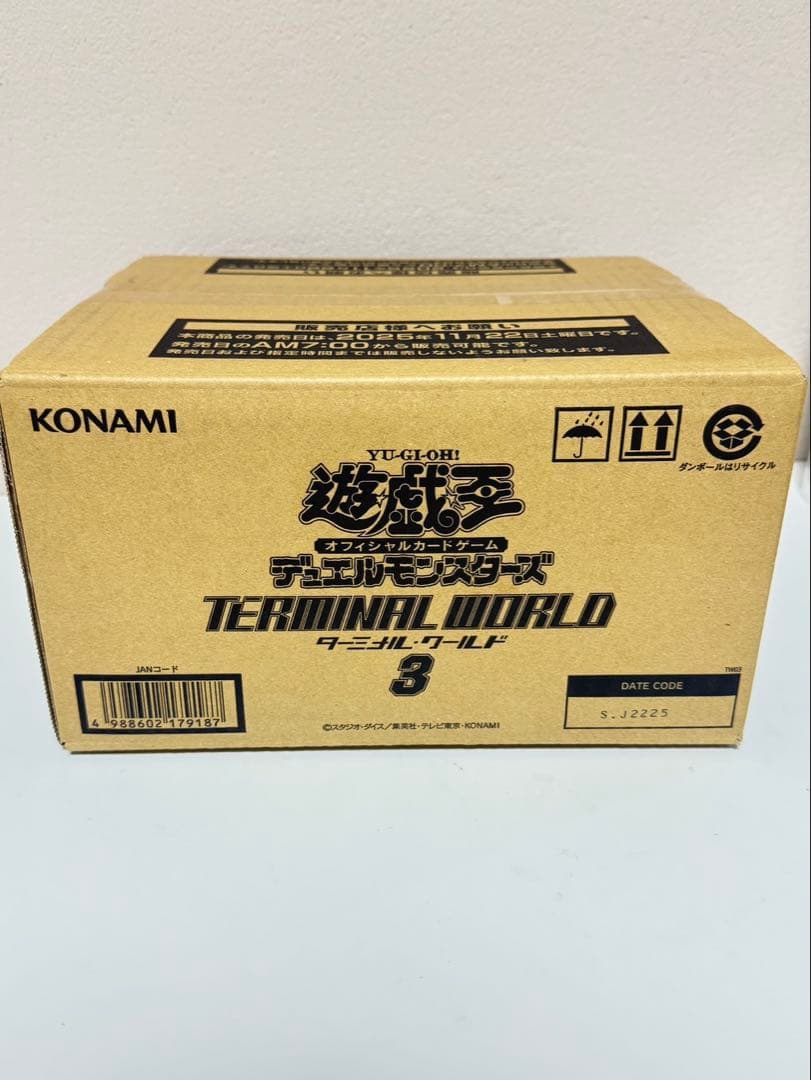 販売店様へお願い
本商品の発売日は、2025年11月22日土曜日です。
発売日のAM7:00から販売可能です。
発売日および指定時間までは販売しないようお願い致します。
KONAMI
ダンボールはリサイクル
YU-GI-OH!
遊戯王
オフィシャルカードゲーム
デュエルモンスターズ
TERMINAL WORLD
ターミナル・ワールド
3
JANコード
4 988602 179187
©スタジオ・ダイス／集英社・テレビ東京・KONAMI
TW03
DATE CODE
S.J2225